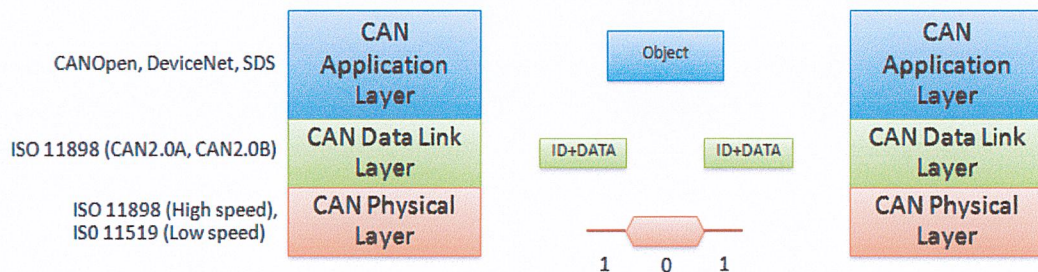 CANOpen, DeviceNet, SDS
CAN
Application
Layer
Object
CAN
Application
Layer
ISO 11898 (CAN2.0A, CAN2.0B)
CAN Data Link
Layer
ID+DATA
ID+DATA
CAN Data Link
Layer
ISO 11898 (High speed),
IS0 11519 (Low speed)
CAN Physical
Layer
1 0 1
CAN Physical
Layer